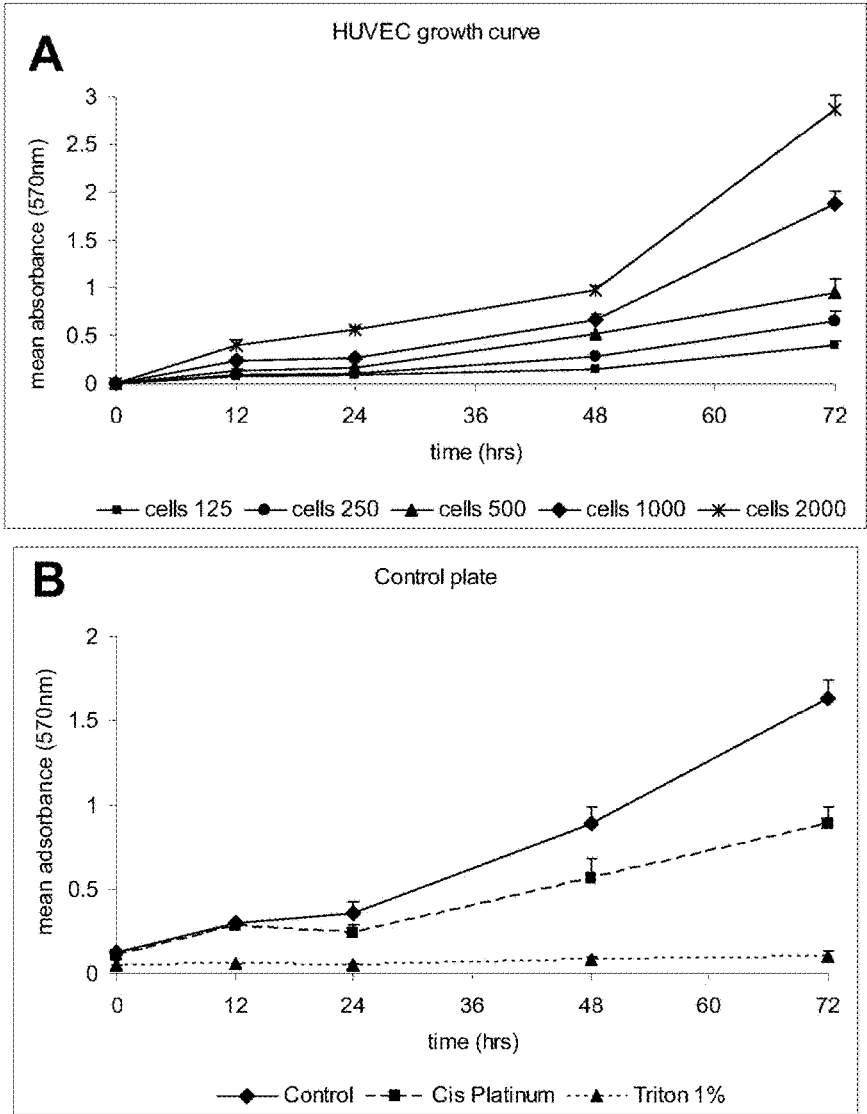 A
HUVEC growth curve
mean absorbance (570nm)
3
2.5
2
1.5
1
0.5
0
0 12 24 36 48 60 72
time (hrs)
cells 125 cells 250 cells 500 cells 1000 cells 2000
B
Control plate
mean adsorbance (570nm)
2
1.5
1
0.5
0
0 12 24 36 48 60 72
time (hrs)
Control Cis Platinum Triton 1%